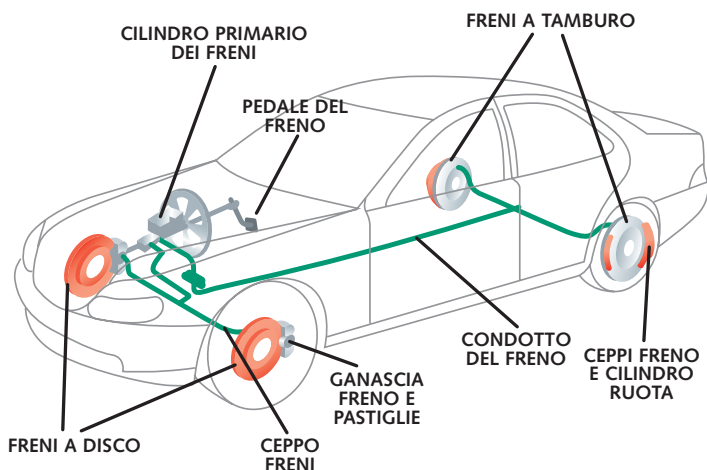 FRENI A TAMBURO
CILINDRO PRIMARIO
DEI FRENI
PEDALE DEL
FRENO
CONDOTTO
DEL FRENO
CEPPI FRENO
E CILINDRO
RUOTA
GANASCIA
FRENO E
PASTIGLIE
FRENI A DISCO
CEPPO
FRENI